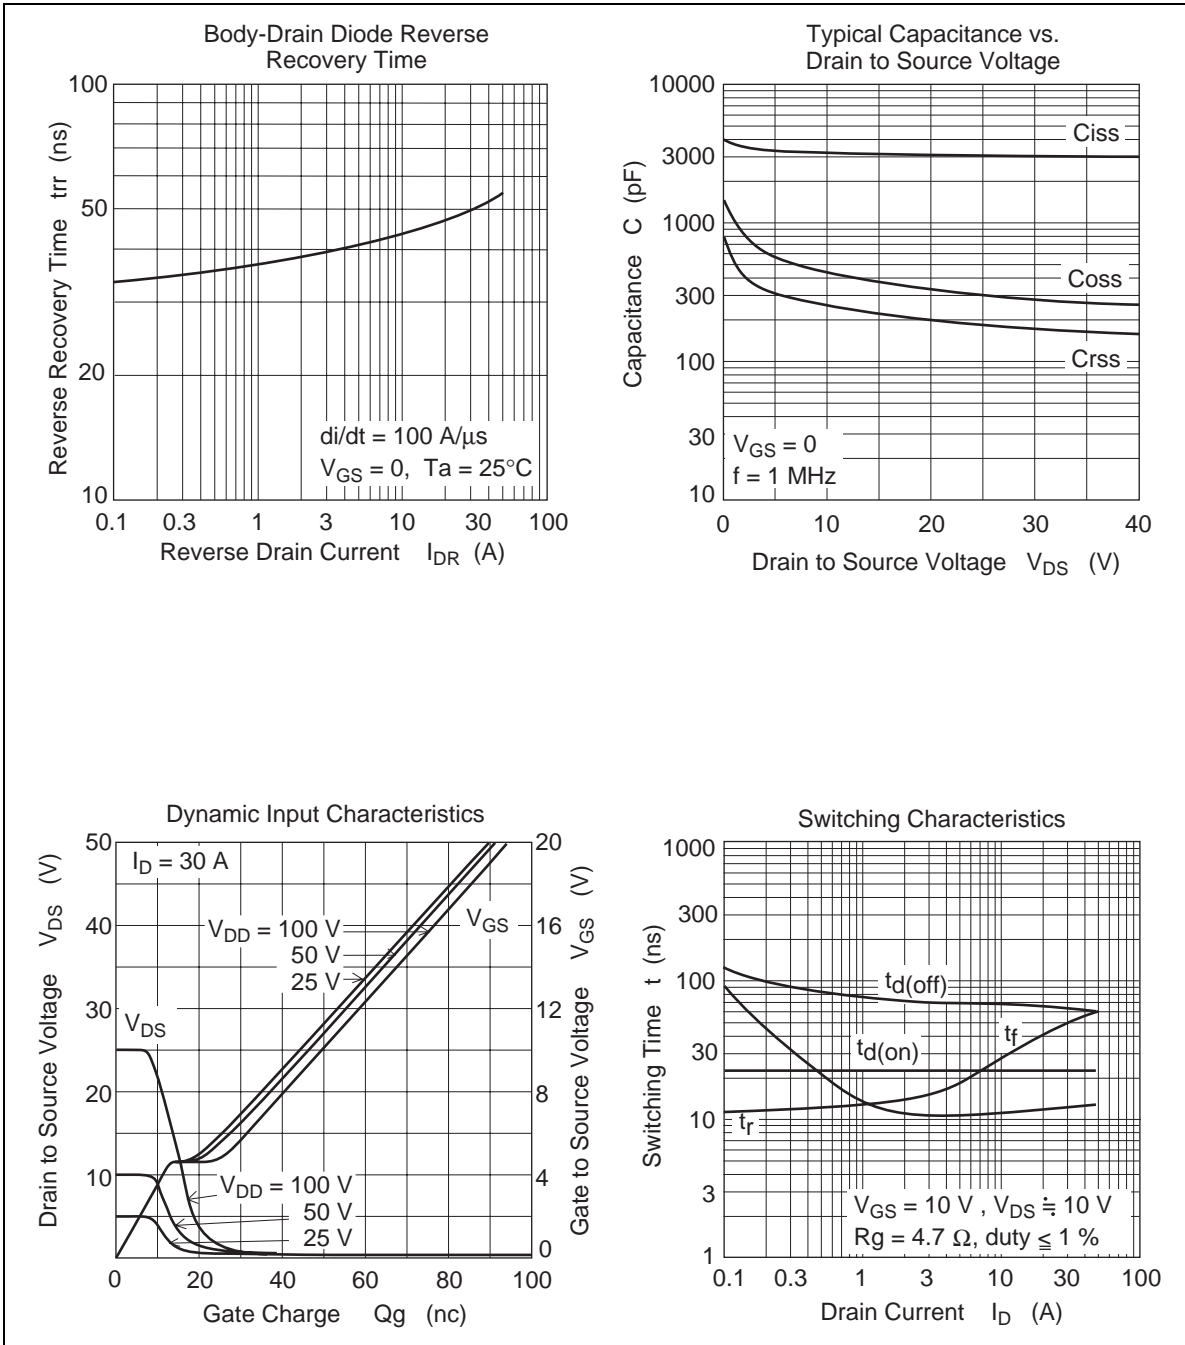 Body-Drain Diode Reverse
Recovery Time
100
50
20
10
Reverse Recovery Time trr (ns)
di/dt = 100 A/μs
VGS = 0, Ta = 25°C
0.1 0.3 1 3 10 30 100
Reverse Drain Current IDR (A)
Typical Capacitance vs.
Drain to Source Voltage
10000
3000
1000
300
100
30
10
Capacitance C (pF)
Ciss
Coss
Crss
VGS = 0
f = 1 MHz
0 10 20 30 40
Drain to Source Voltage VDS (V)
Dynamic Input Characteristics
50
40
30
20
10
0
Drain to Source Voltage VDS (V)
ID = 30 A
VDD = 100 V
50 V
25 V
VGS
VDS
VDD = 100 V
50 V
25 V
20
16
12
8
4
0
Gate to Source Voltage VGS (V)
20 40 60 80 100
Gate Charge Qg (nc)
Switching Characteristics
1000
300
100
30
10
3
1
Switching Time t (ns)
td(off)
tf
td(on)
tr
VGS = 10 V , VDS ≒ 10 V
Rg = 4.7 Ω, duty ≦ 1 %
0.1 0.3 1 3 10 30 100
Drain Current ID (A)